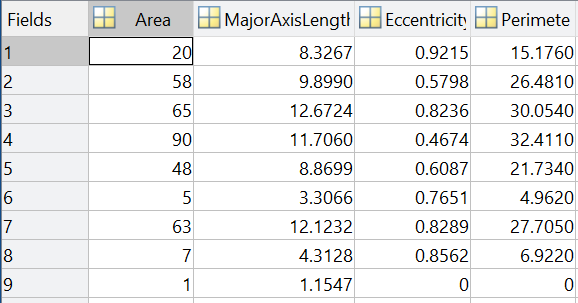 Fields Area MajorAxisLength Eccentricity Perimete
1 20 8.3267 0.9215 15.1760
2 58 9.8990 0.5798 26.4810
3 65 12.6724 0.8236 30.0540
4 90 11.7060 0.4674 32.4110
5 48 8.8699 0.6087 21.7340
6 5 3.3066 0.7651 4.9620
7 63 12.1232 0.8289 27.7050
8 7 4.3128 0.8562 6.9220
9 1 1.1547 0 0